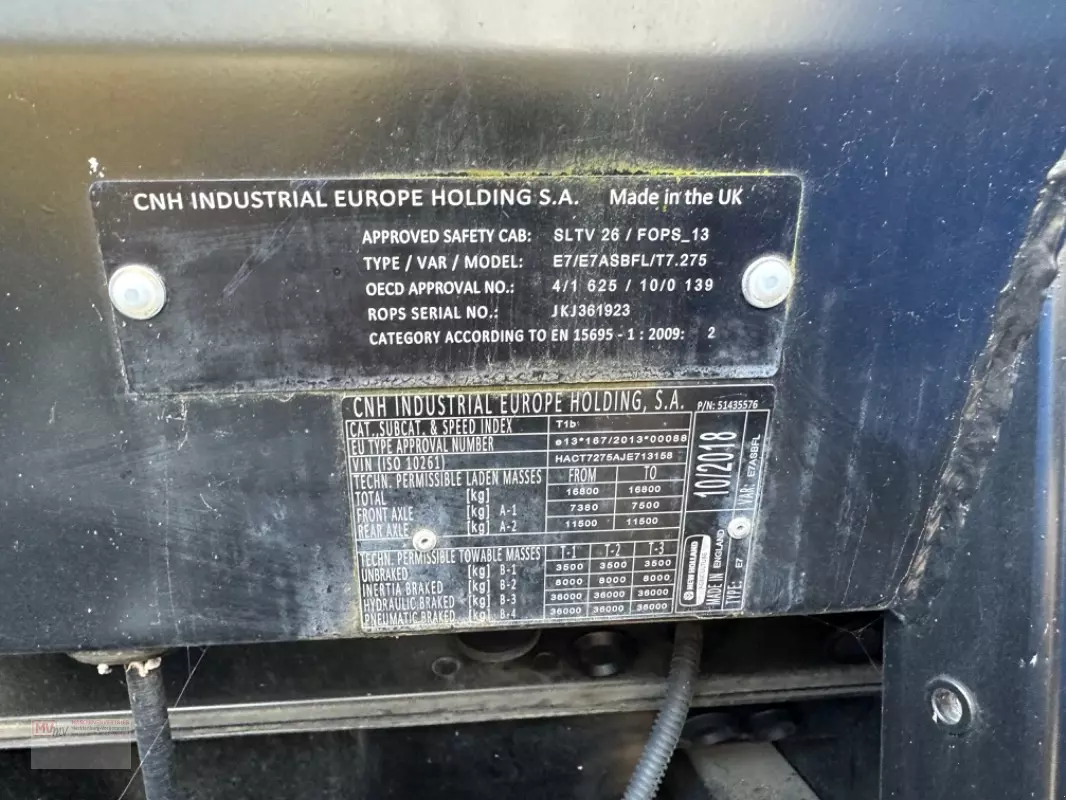 CNH INDUSTRIAL EUROPE HOLDING S.A. Made in the UK
APPROVED SAFETY CAB: SLTV 26 / FOPS_13
TYPE / VAR / MODEL: E7/E7ASBFL/T7.275
OECD APPROVAL NO.: 4/1 625 / 10/0 139
ROPS SERIAL NO.: JKJ361923
CATEGORY ACCORDING TO EN 15695 - 1 : 2009: 2
CNH INDUSTRIAL EUROPE HOLDING, S.A. P/N: 51435576
CAT. SUBCAT. & SPEED INDEX T1b
EU TYPE APPROVAL NUMBER e13*167/2013*00088
VIN (ISO 10261) HACT7275AJE713158
TECHN. PERMISSIBLE LADEN MASSES FROM TO
TOTAL [kg] 16800 16800
FRONT AXLE [kg] A-1 7380 7500
REAR AXLE [kg] A-2 11500 11500
TECHN. PERMISSIBLE TOWABLE MASSES T-1 T-2 T-3
UNBRAKED [kg] B-1 3500 3500 3500
INERTIA BRAKED [kg] B-2 8000 8000 8000
HYDRAULIC BRAKED [kg] B-3 36000 36000 36000
PNEUMATIC BRAKED [kg] B-4 36000 36000 36000
10/2018
VAR: E7ASBFL
NEW HOLLAND
MADE IN ENGLAND
TYPE: E7